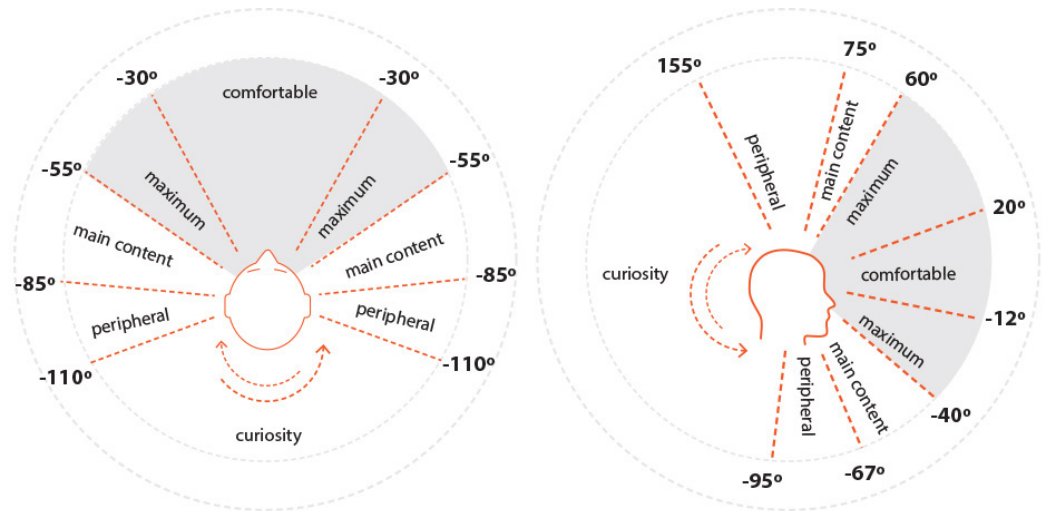 -30º
-30º
comfortable
-55º
-55º
maximum
maximum
main content
main content
-85º
-85º
peripheral
peripheral
-110º
-110º
curiosity
155º
75º
60º
peripheral
main content
maximum
20º
curiosity
comfortable
-12º
maximum
main content
peripheral
-40º
-67º
-95º